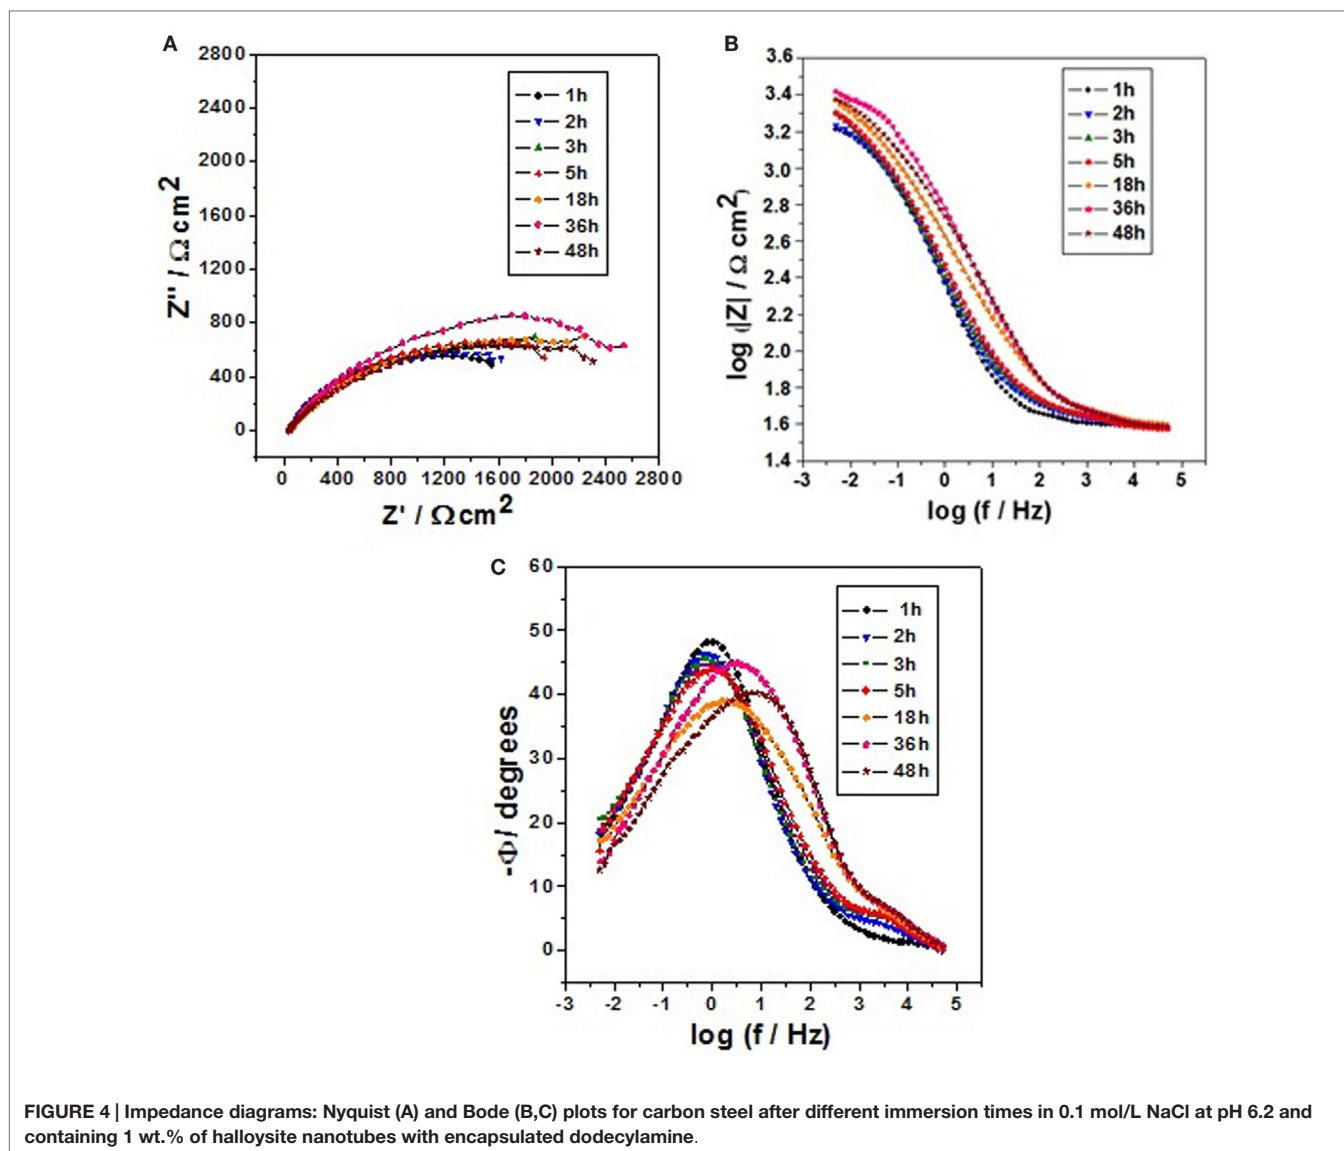 A
2800
2400
2000
1600
1200
800
400
0
Z'' / Ωcm2
1h
2h
3h
5h
18h
36h
48h
0 400 800 1200 1600 2000 2400 2800
Z' / Ωcm2
B
3.6
3.4
3.2
3.0
2.8
2.6
2.4
2.2
2.0
1.8
1.6
1.4
log (|Z| / Ω cm2)
1h
2h
3h
5h
18h
36h
48h
-3 -2 -1 0 1 2 3 4 5
log (f / Hz)
C
60
50
40
30
20
10
0
-Φ / degrees
1h
2h
3h
5h
18h
36h
48h
-3 -2 -1 0 1 2 3 4 5
log (f / Hz)
FIGURE 4 | Impedance diagrams: Nyquist (A) and Bode (B,C) plots for carbon steel after different immersion times in 0.1 mol/L NaCl at pH 6.2 and
containing 1 wt.% of halloysite nanotubes with encapsulated dodecylamine.